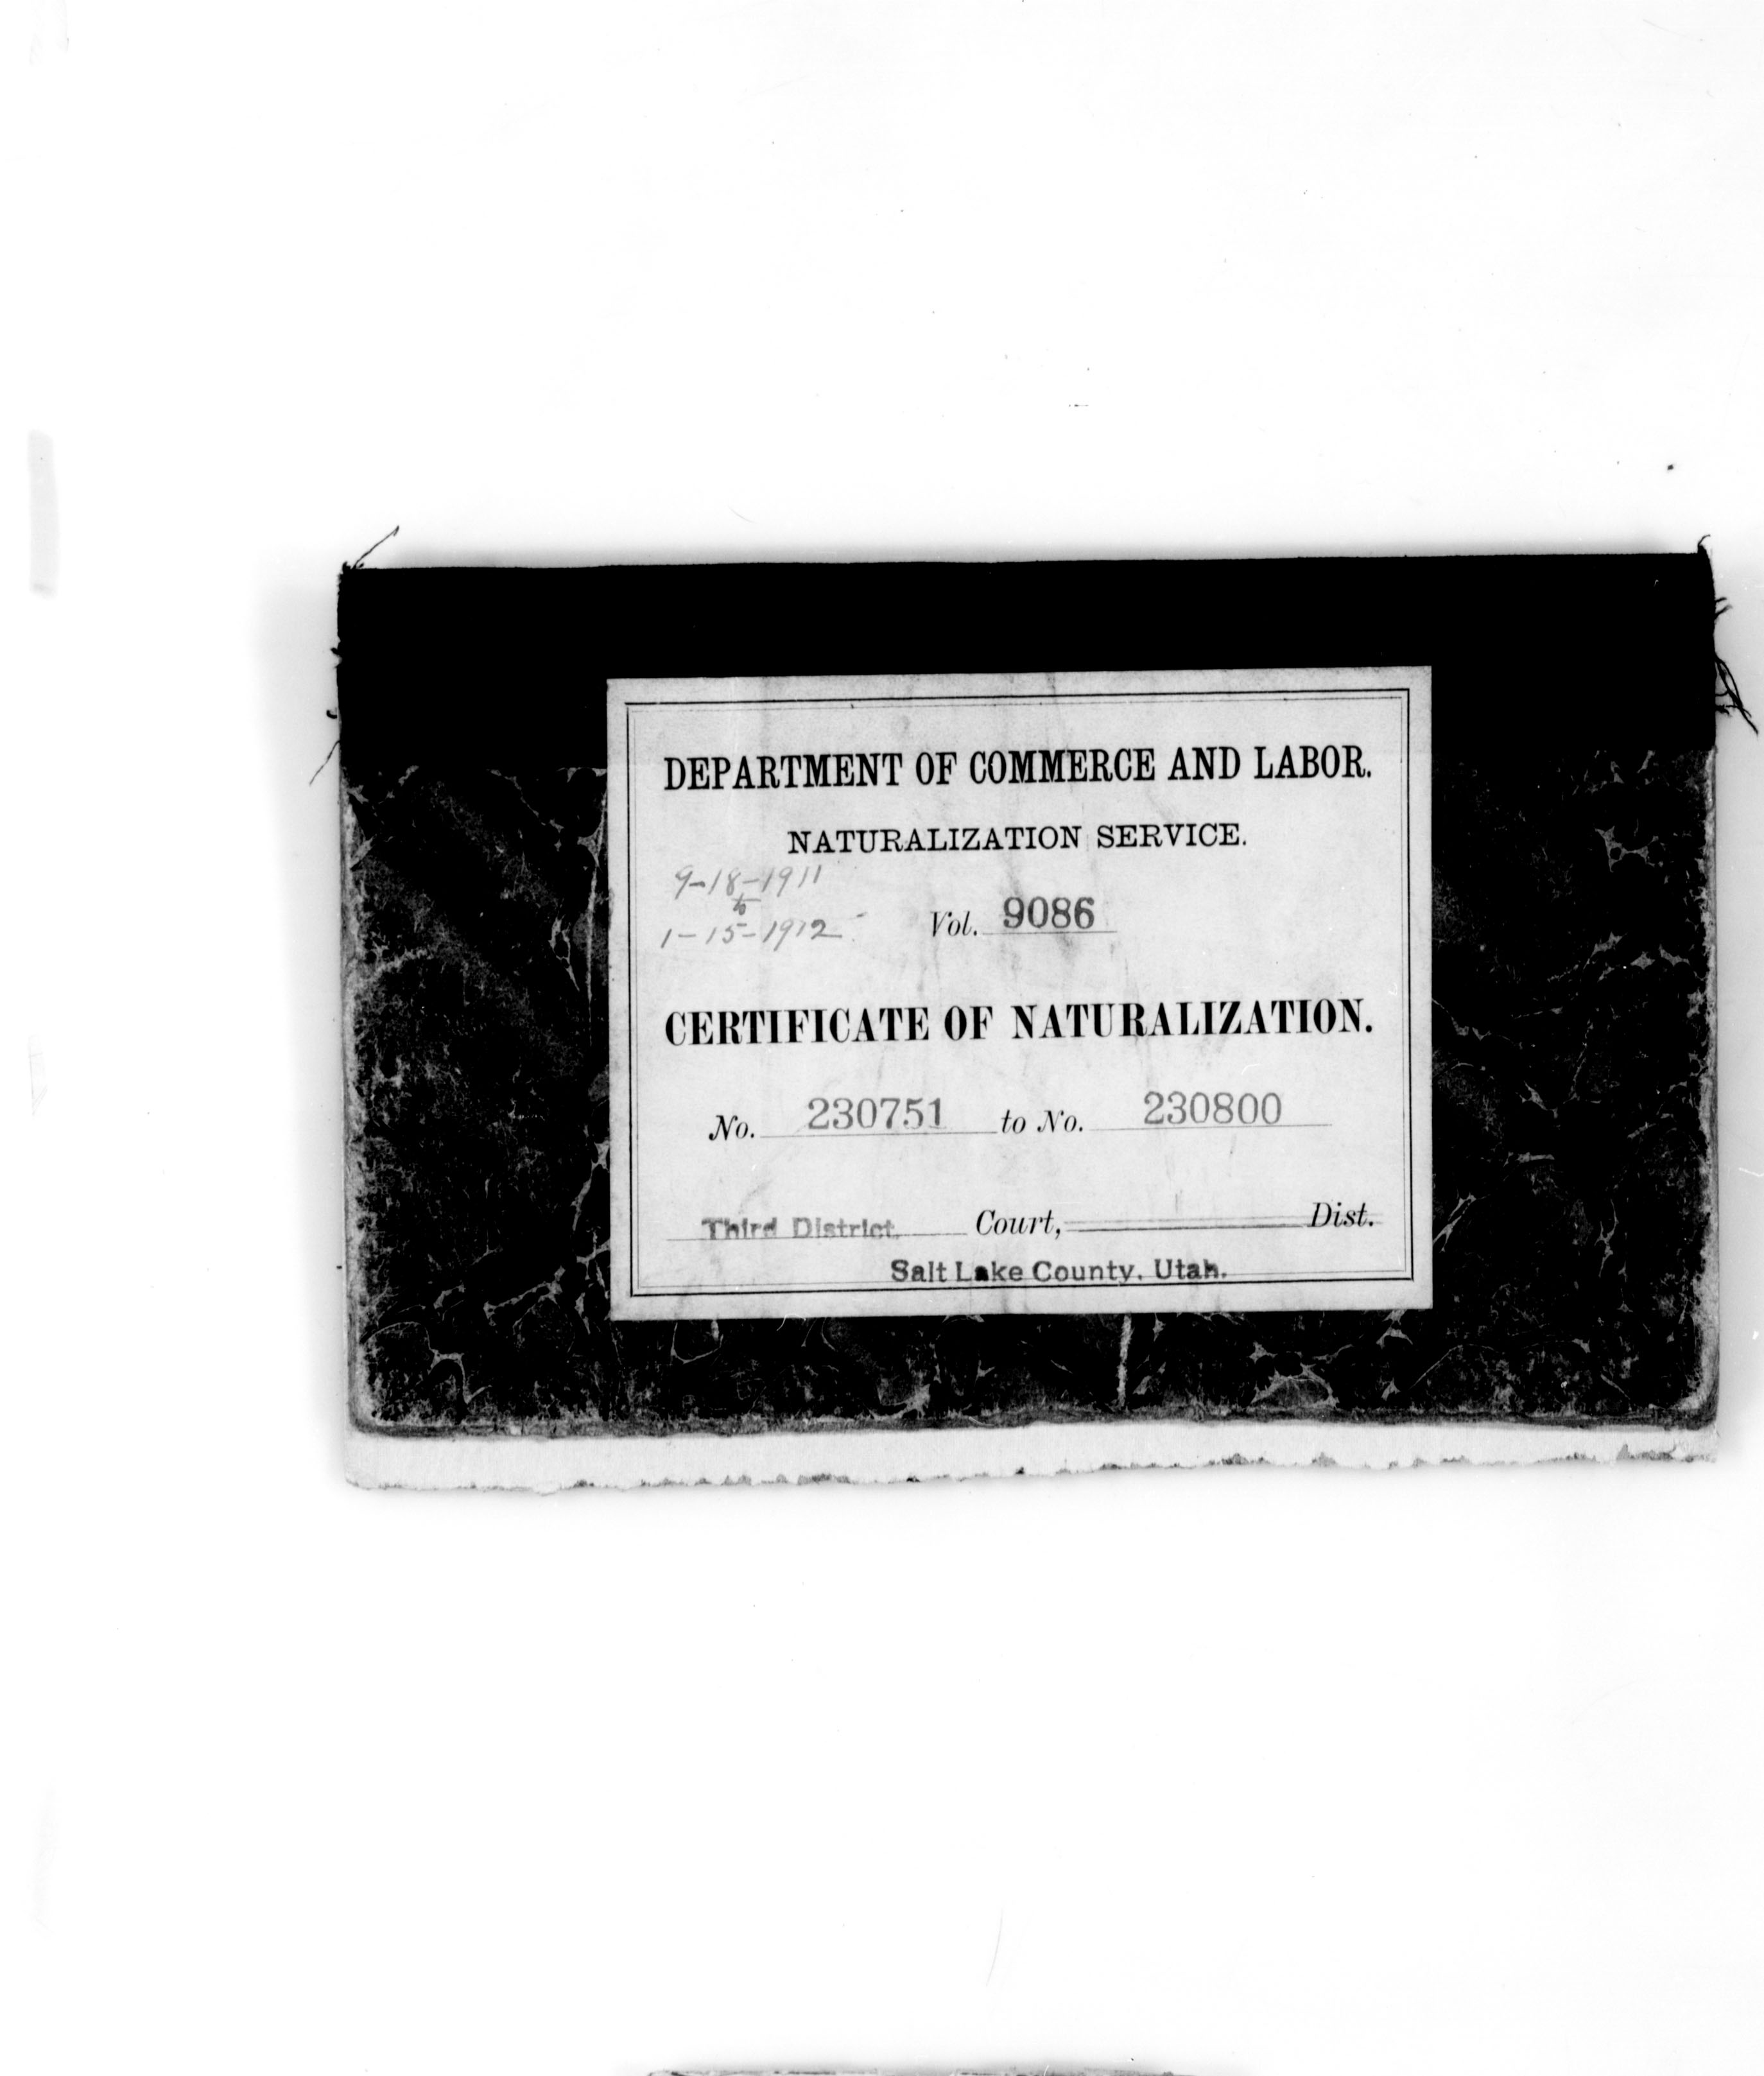 DEPARTMENT OF COMMERCE AND LABOR.
NATURALIZATION SERVICE.
9-18-1911
to
1-15-1912
Vol. 9086
CERTIFICATE OF NATURALIZATION.
No. 230751 to No. 230800
Third District Court, Dist.
Salt Lake County, Utah.